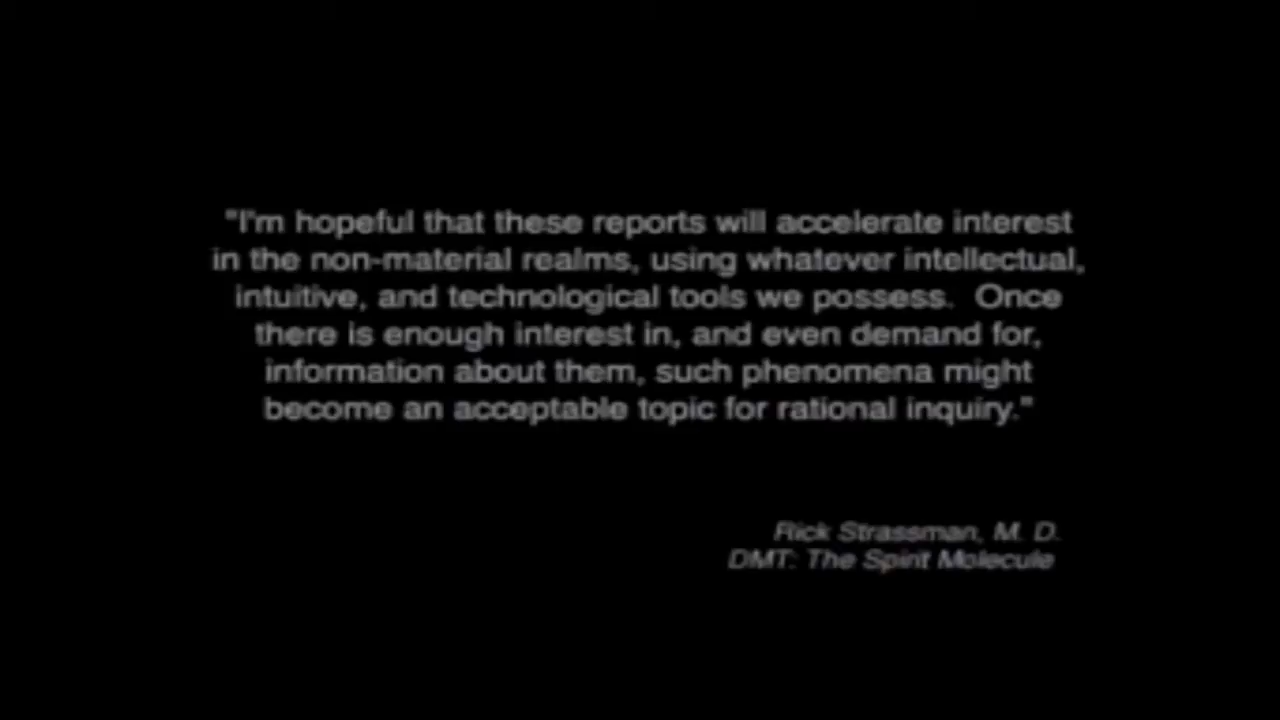 "I'm hopeful that these reports will accelerate interest
in the non-material realms, using whatever intellectual,
intuitive, and technological tools we possess.  Once
there is enough interest in, and even demand for,
information about them, such phenomena might
become an acceptable topic for rational inquiry."
Rick Strassman, M. D.
DMT: The Spirit Molecule